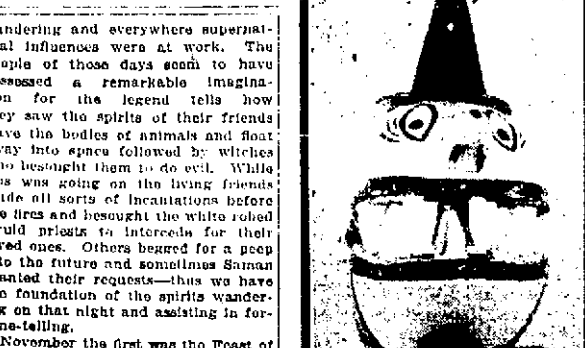 ndering and everywhere supernat-
al influences were at work. The
ople of those days seem to have
ssessed a remarkable imagina-
on for the legend tells how
ey saw the spirits of their friends
ave the bodies of animals and float
way into space followed by witches
ho besought them to do evil. While
is was going on the living friends
ade all sorts of incantations before
e fires and besought the white robed
ruid priests to intercede for their
ved ones. Others begged for a peep
to the future and sometimes Saman
anted their requests—thus we have
e foundation of the spirits wander-
g on that night and assisting in for-
ne-telling.
November the first was the Feast of